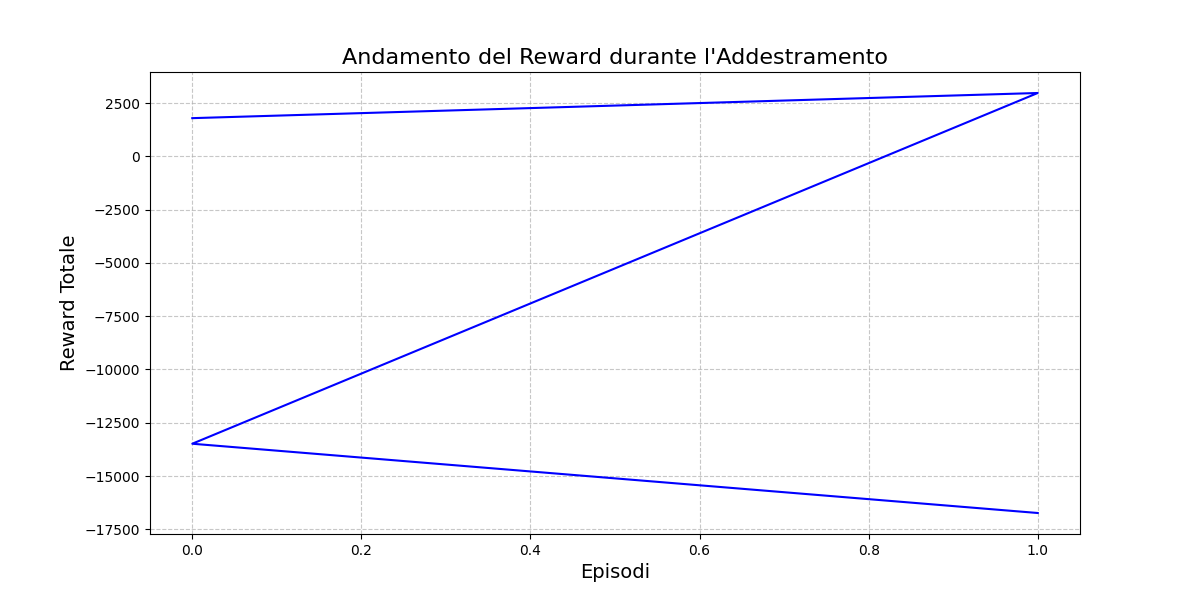 Andamento del Reward durante l'Addestramento
Reward Totale
2500
0
−2500
−5000
−7500
−10000
−12500
−15000
−17500
0.0 0.2 0.4 0.6 0.8 1.0
Episodi